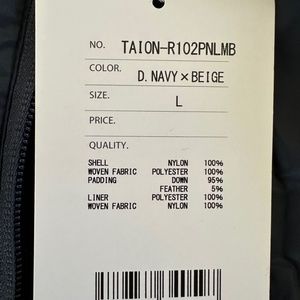 NO. TAION-R102PNLMB
COLOR. D.NAVY×BEIGE
SIZE. L
PRICE.
QUALITY.
SHELL NYLON 100%
WOVEN FABRIC POLYESTER 100%
PADDING DOWN 95%
FEATHER 5%
LINER POLYESTER 100%
WOVEN FABRIC NYLON 100%